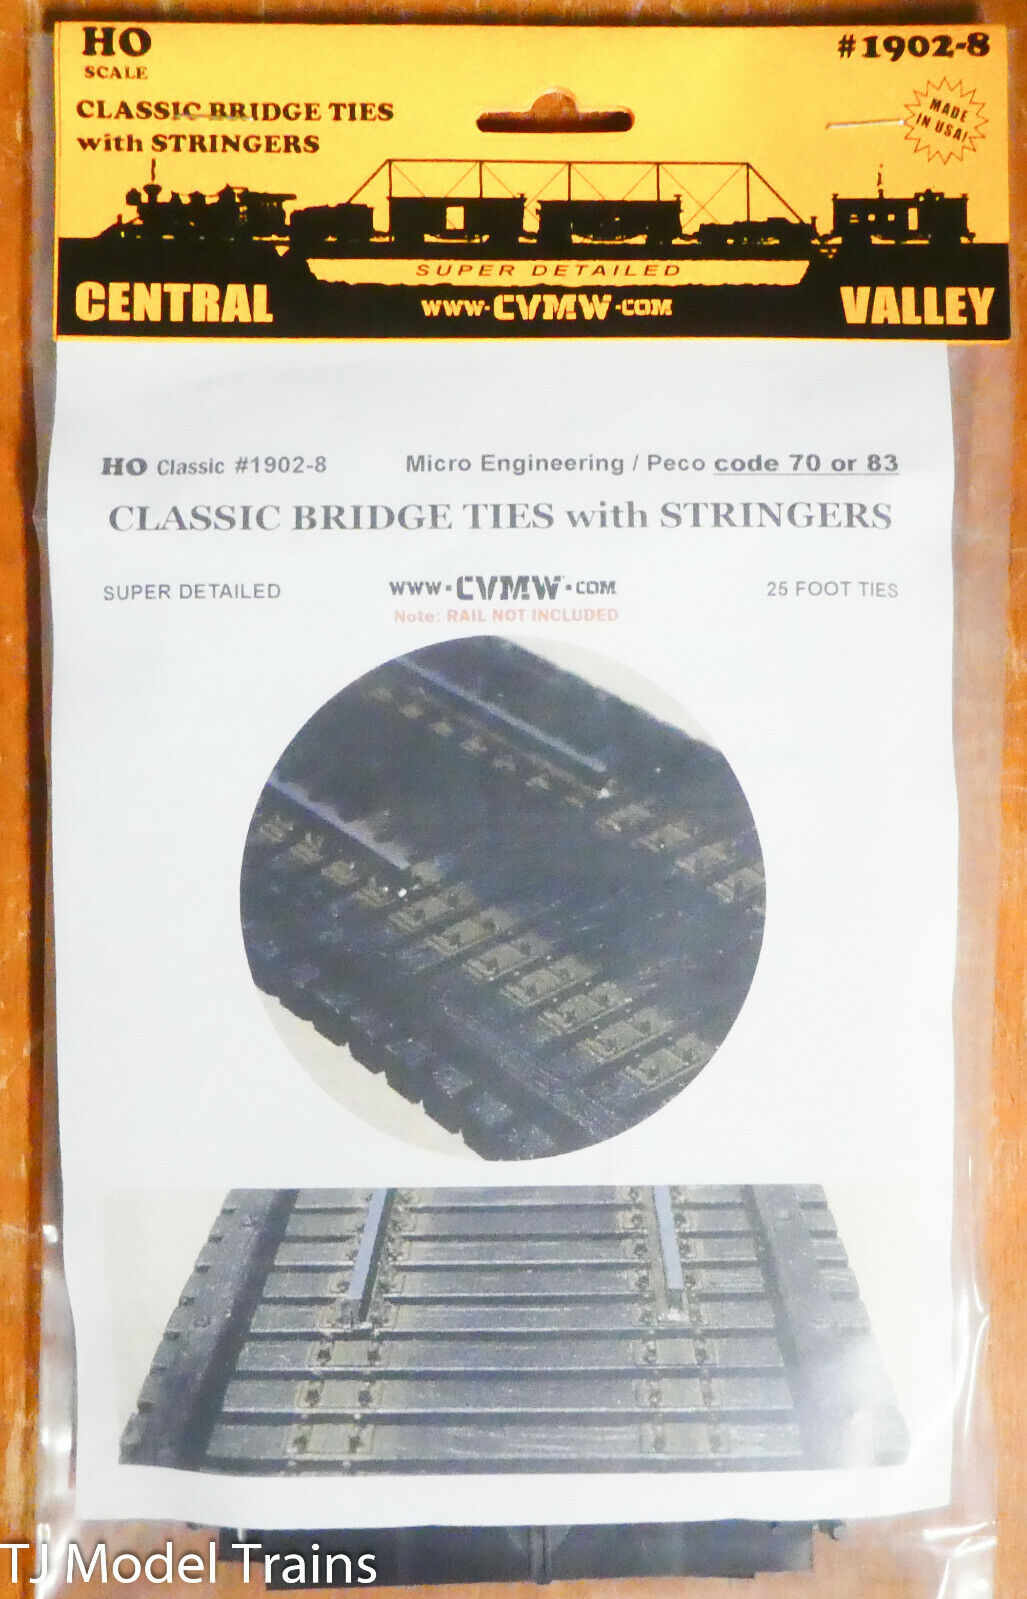 HO
SCALE
#1902-8
CLASSIC BRIDGE TIES
with STRINGERS
MADE
IN USA!
SUPER DETAILED
CENTRAL
www.CVMW.com
VALLEY
HO Classic #1902-8
Micro Engineering / Peco code 70 or 83
CLASSIC BRIDGE TIES with STRINGERS
SUPER DETAILED
www.CVMW.com
25 FOOT TIES
Note: RAIL NOT INCLUDED
TJ Model Trains